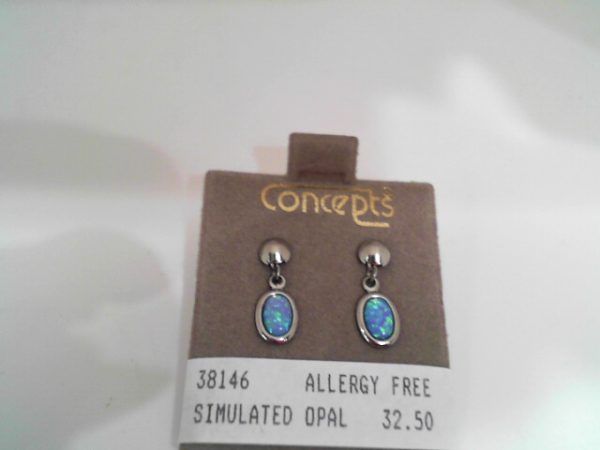 Concepts
38146 ALLERGY FREE
SIMULATED OPAL 32.50